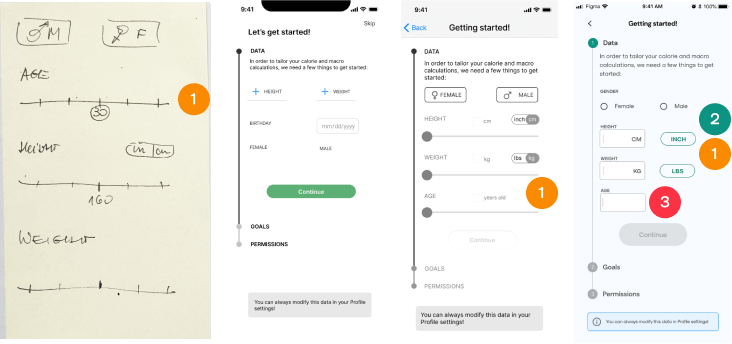 M
F
AGE
30
Height
in cm
160
WEIGHT
1
9:41
Skip
Let's get started!
DATA
In order to tailor your calorie and macro
calculations, we need a few things to get started:
+ HEIGHT
+ WEIGHT
BIRTHDAY
mm/dd/yyyy
FEMALE
MALE
Continue
GOALS
PERMISSIONS
You can always modify this data in your Profile
settings!
9:41
Back
Getting started!
DATA
In order to tailor your calorie and macro
calculations, we need a few things to get
started:
FEMALE
MALE
HEIGHT
cm
inch cm
WEIGHT
kg
lbs kg
AGE
years old
1
Continue
GOALS
PERMISSIONS
You can always modify this data in your
Profile settings!
Figma
9:41 AM
100%
Getting started!
1
Data
In order to tailor your calorie and macro
calculations, we need a few things to get
started:
GENDER
Female
Male
2
HEIGHT
CM
INCH
1
WEIGHT
KG
LBS
AGE
3
Continue
2
Goals
3
Permissions
You can always modify this data in Profile settings!